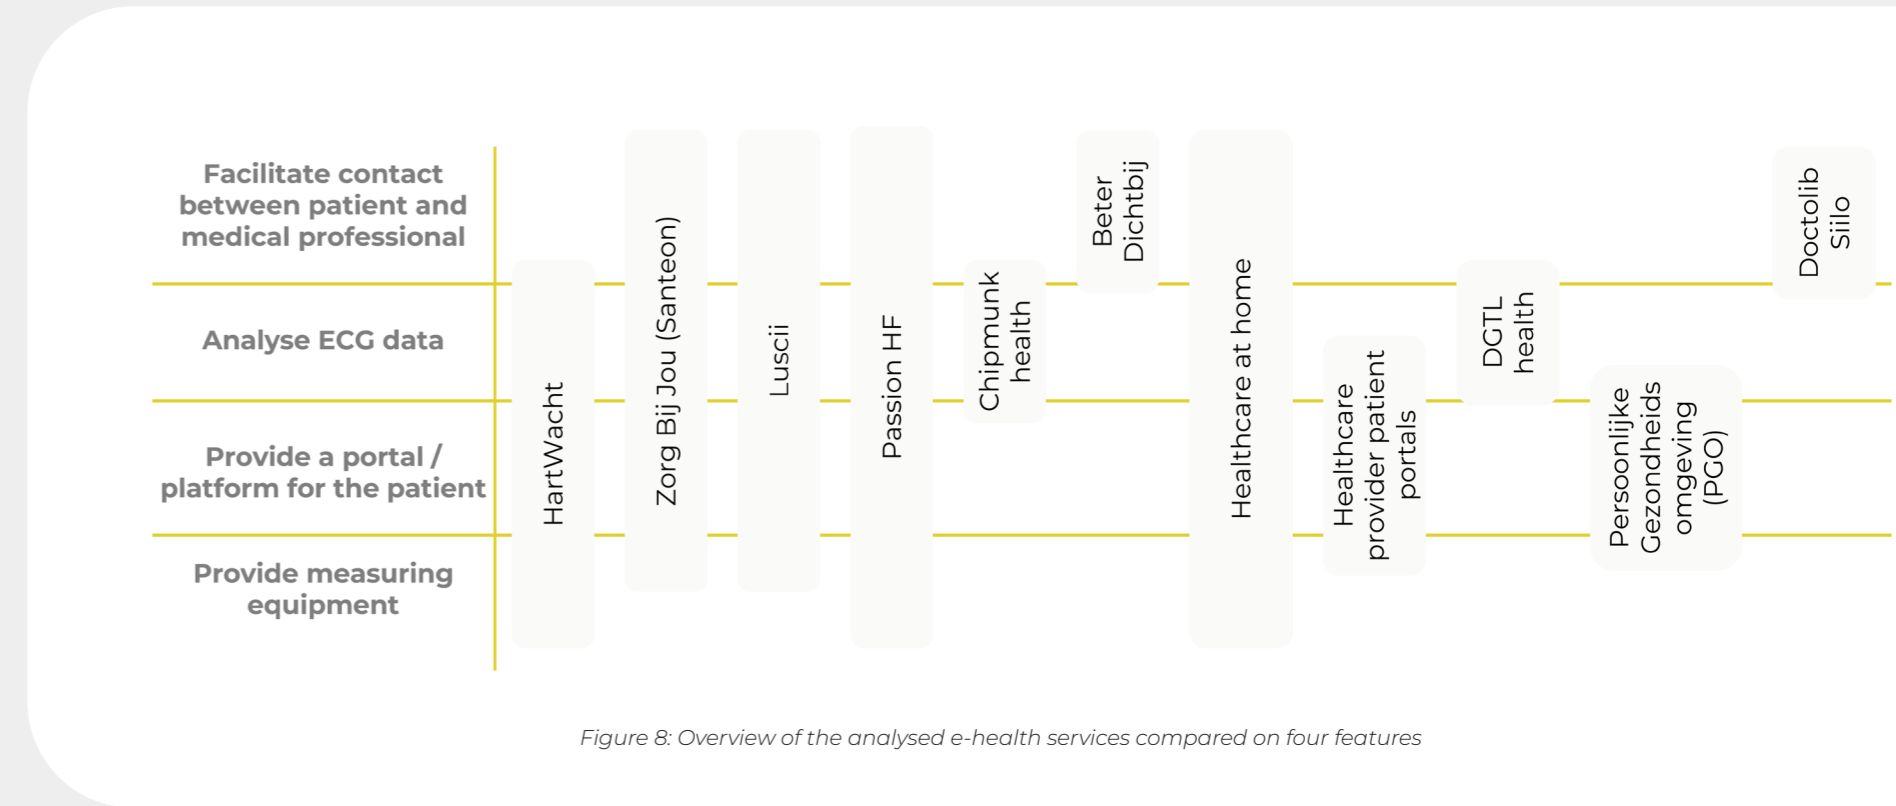 Facilitate contact
between patient and
medical professional
Analyse ECG data
Provide a portal /
platform for the patient
Provide measuring
equipment
HartWacht
Zorg Bij Jou (Santeon)
Luscii
Passion HF
Chipmunk
health
Beter
Dichtbij
Healthcare at home
Healthcare
provider patient
portals
DGTL
health
Persoonlijke
Gezondheids
omgeving
(PGO)
Doctolib
Siilo
Figure 8: Overview of the analysed e-health services compared on four features